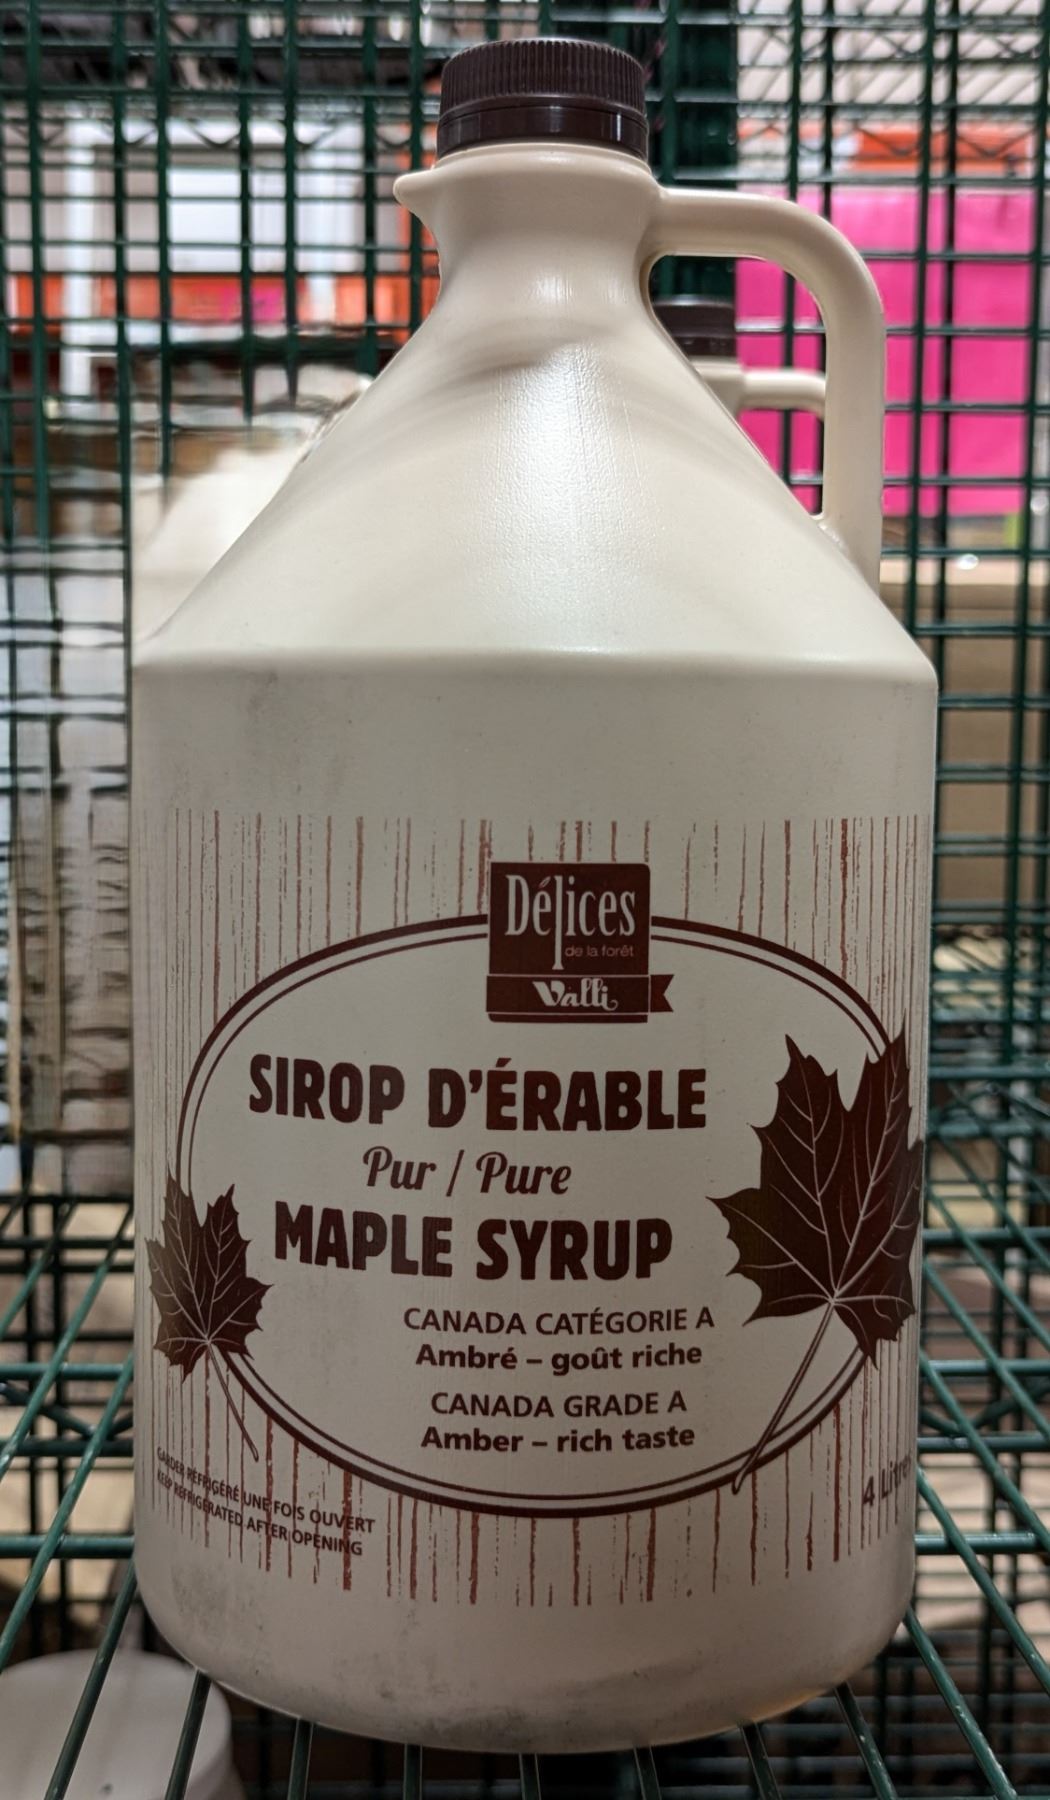 Délices
de la forêt
Valli
SIROP D'ÉRABLE
Pur / Pure
MAPLE SYRUP
CANADA CATÉGORIE A
Ambré – goût riche
CANADA GRADE A
Amber – rich taste
GARDER RÉFRIGÉRÉ UNE FOIS OUVERT
KEEP REFRIGERATED AFTER OPENING
4 Litres